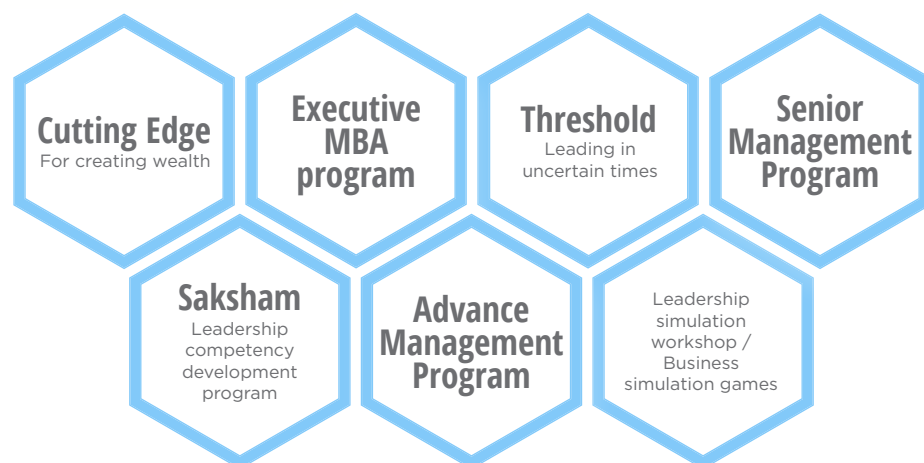 Cutting Edge
For creating wealth
Executive
MBA
program
Threshold
Leading in
uncertain times
Senior
Management
Program
Saksham
Leadership
competency
development
program
Advance
Management
Program
Leadership
simulation
workshop /
Business
simulation games